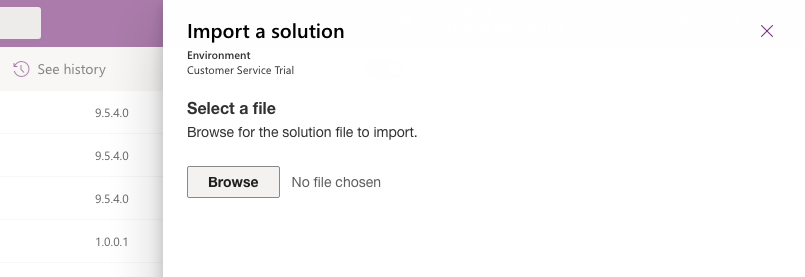 Import a solution
Environment
Customer Service Trial
See history
Select a file
Browse for the solution file to import.
Browse No file chosen
9.5.4.0
9.5.4.0
9.5.4.0
1.0.0.1